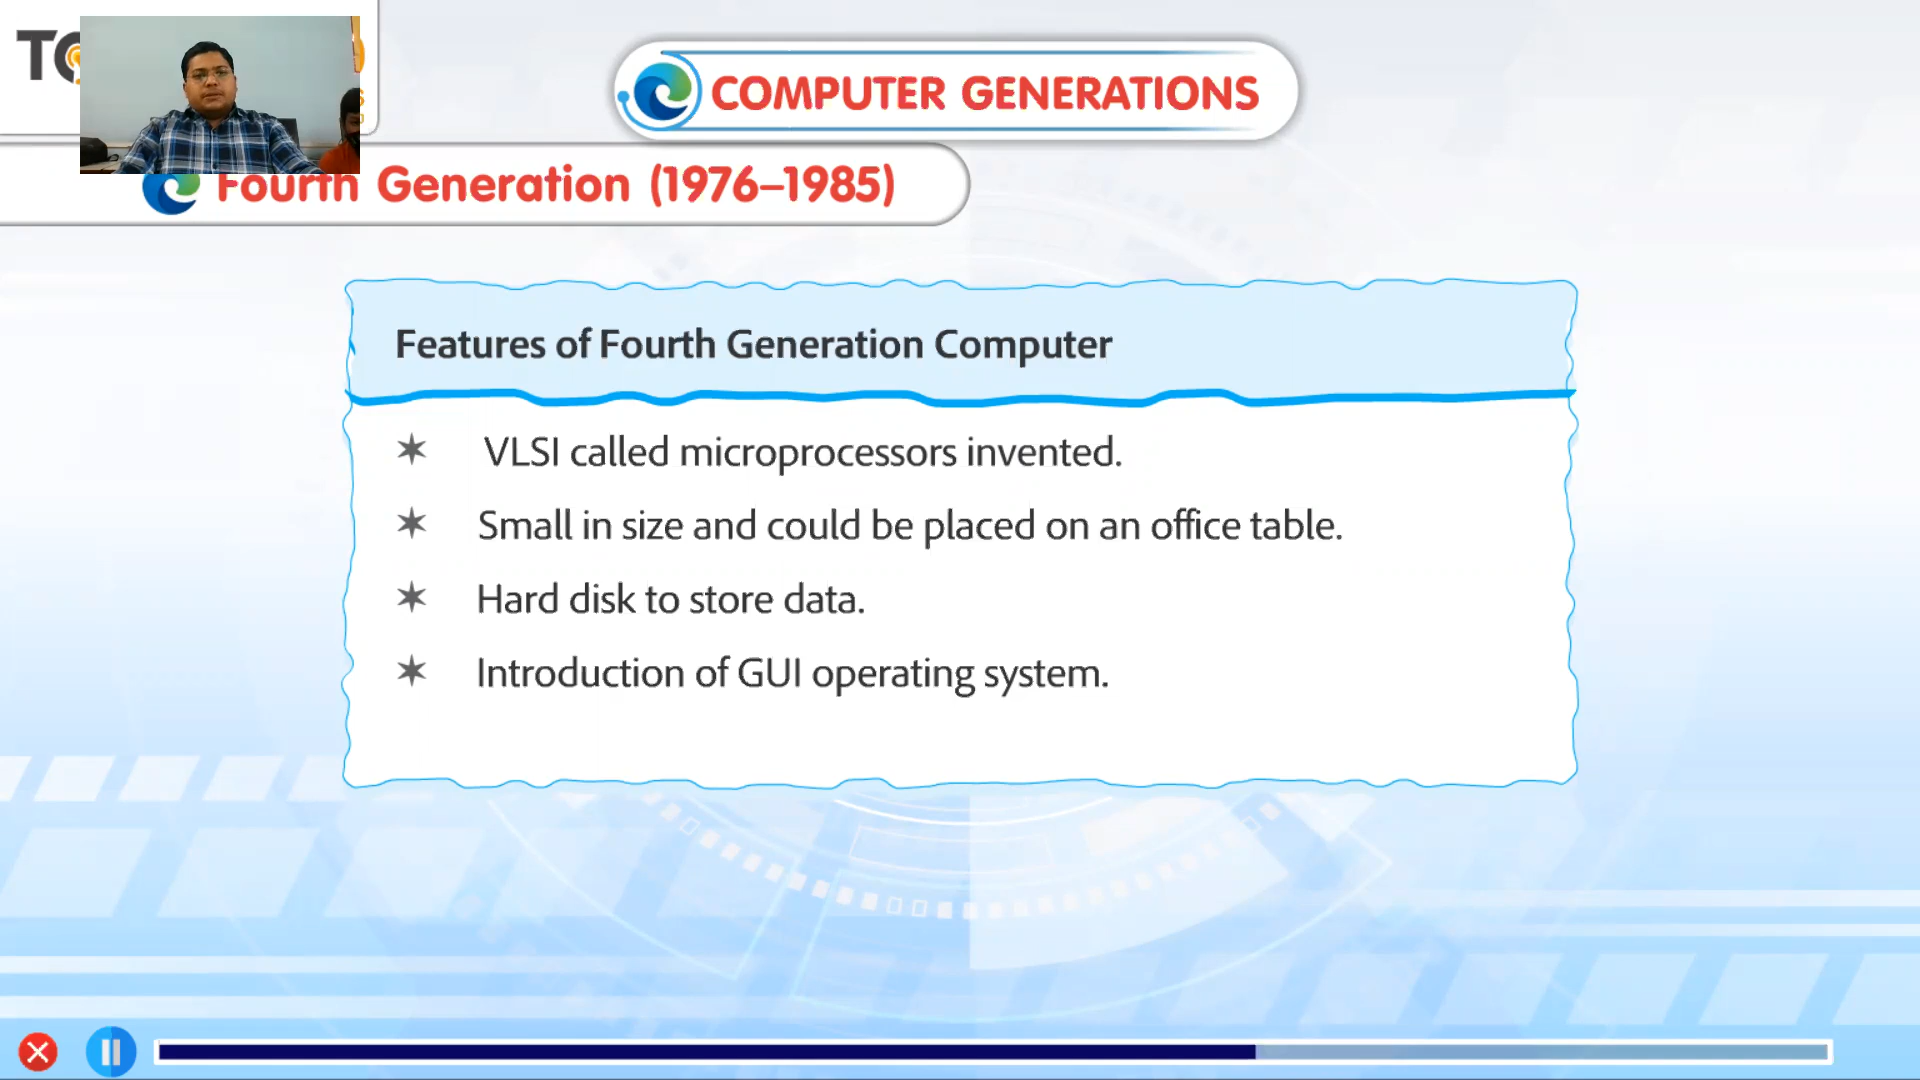 COMPUTER GENERATIONS
Fourth Generation (1976–1985)
Features of Fourth Generation Computer
✶ VLSI called microprocessors invented.
✶ Small in size and could be placed on an office table.
✶ Hard disk to store data.
✶ Introduction of GUI operating system.